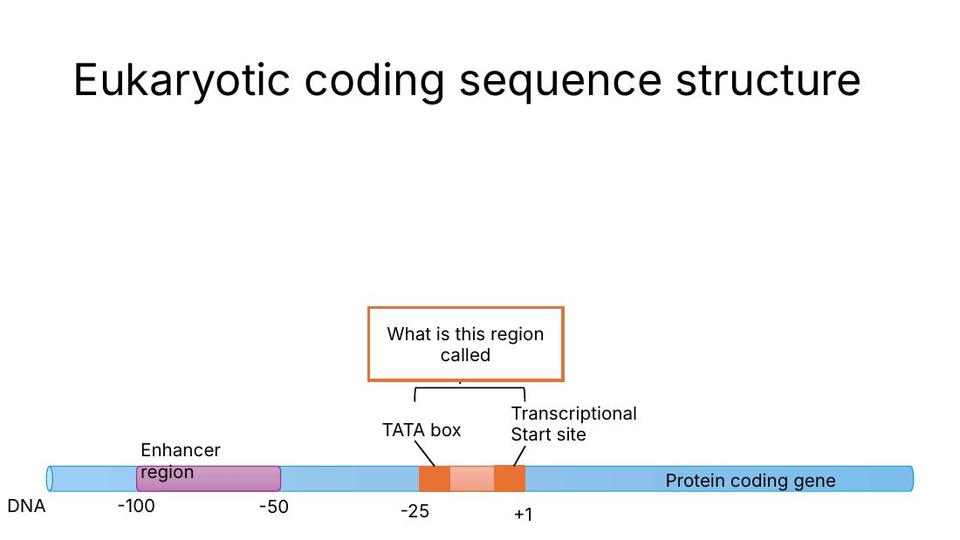 Eukaryotic coding sequence structure
What is this region
called
TATA box
Transcriptional
Start site
Enhancer
region
Protein coding gene
DNA
-100
-50
-25
+1